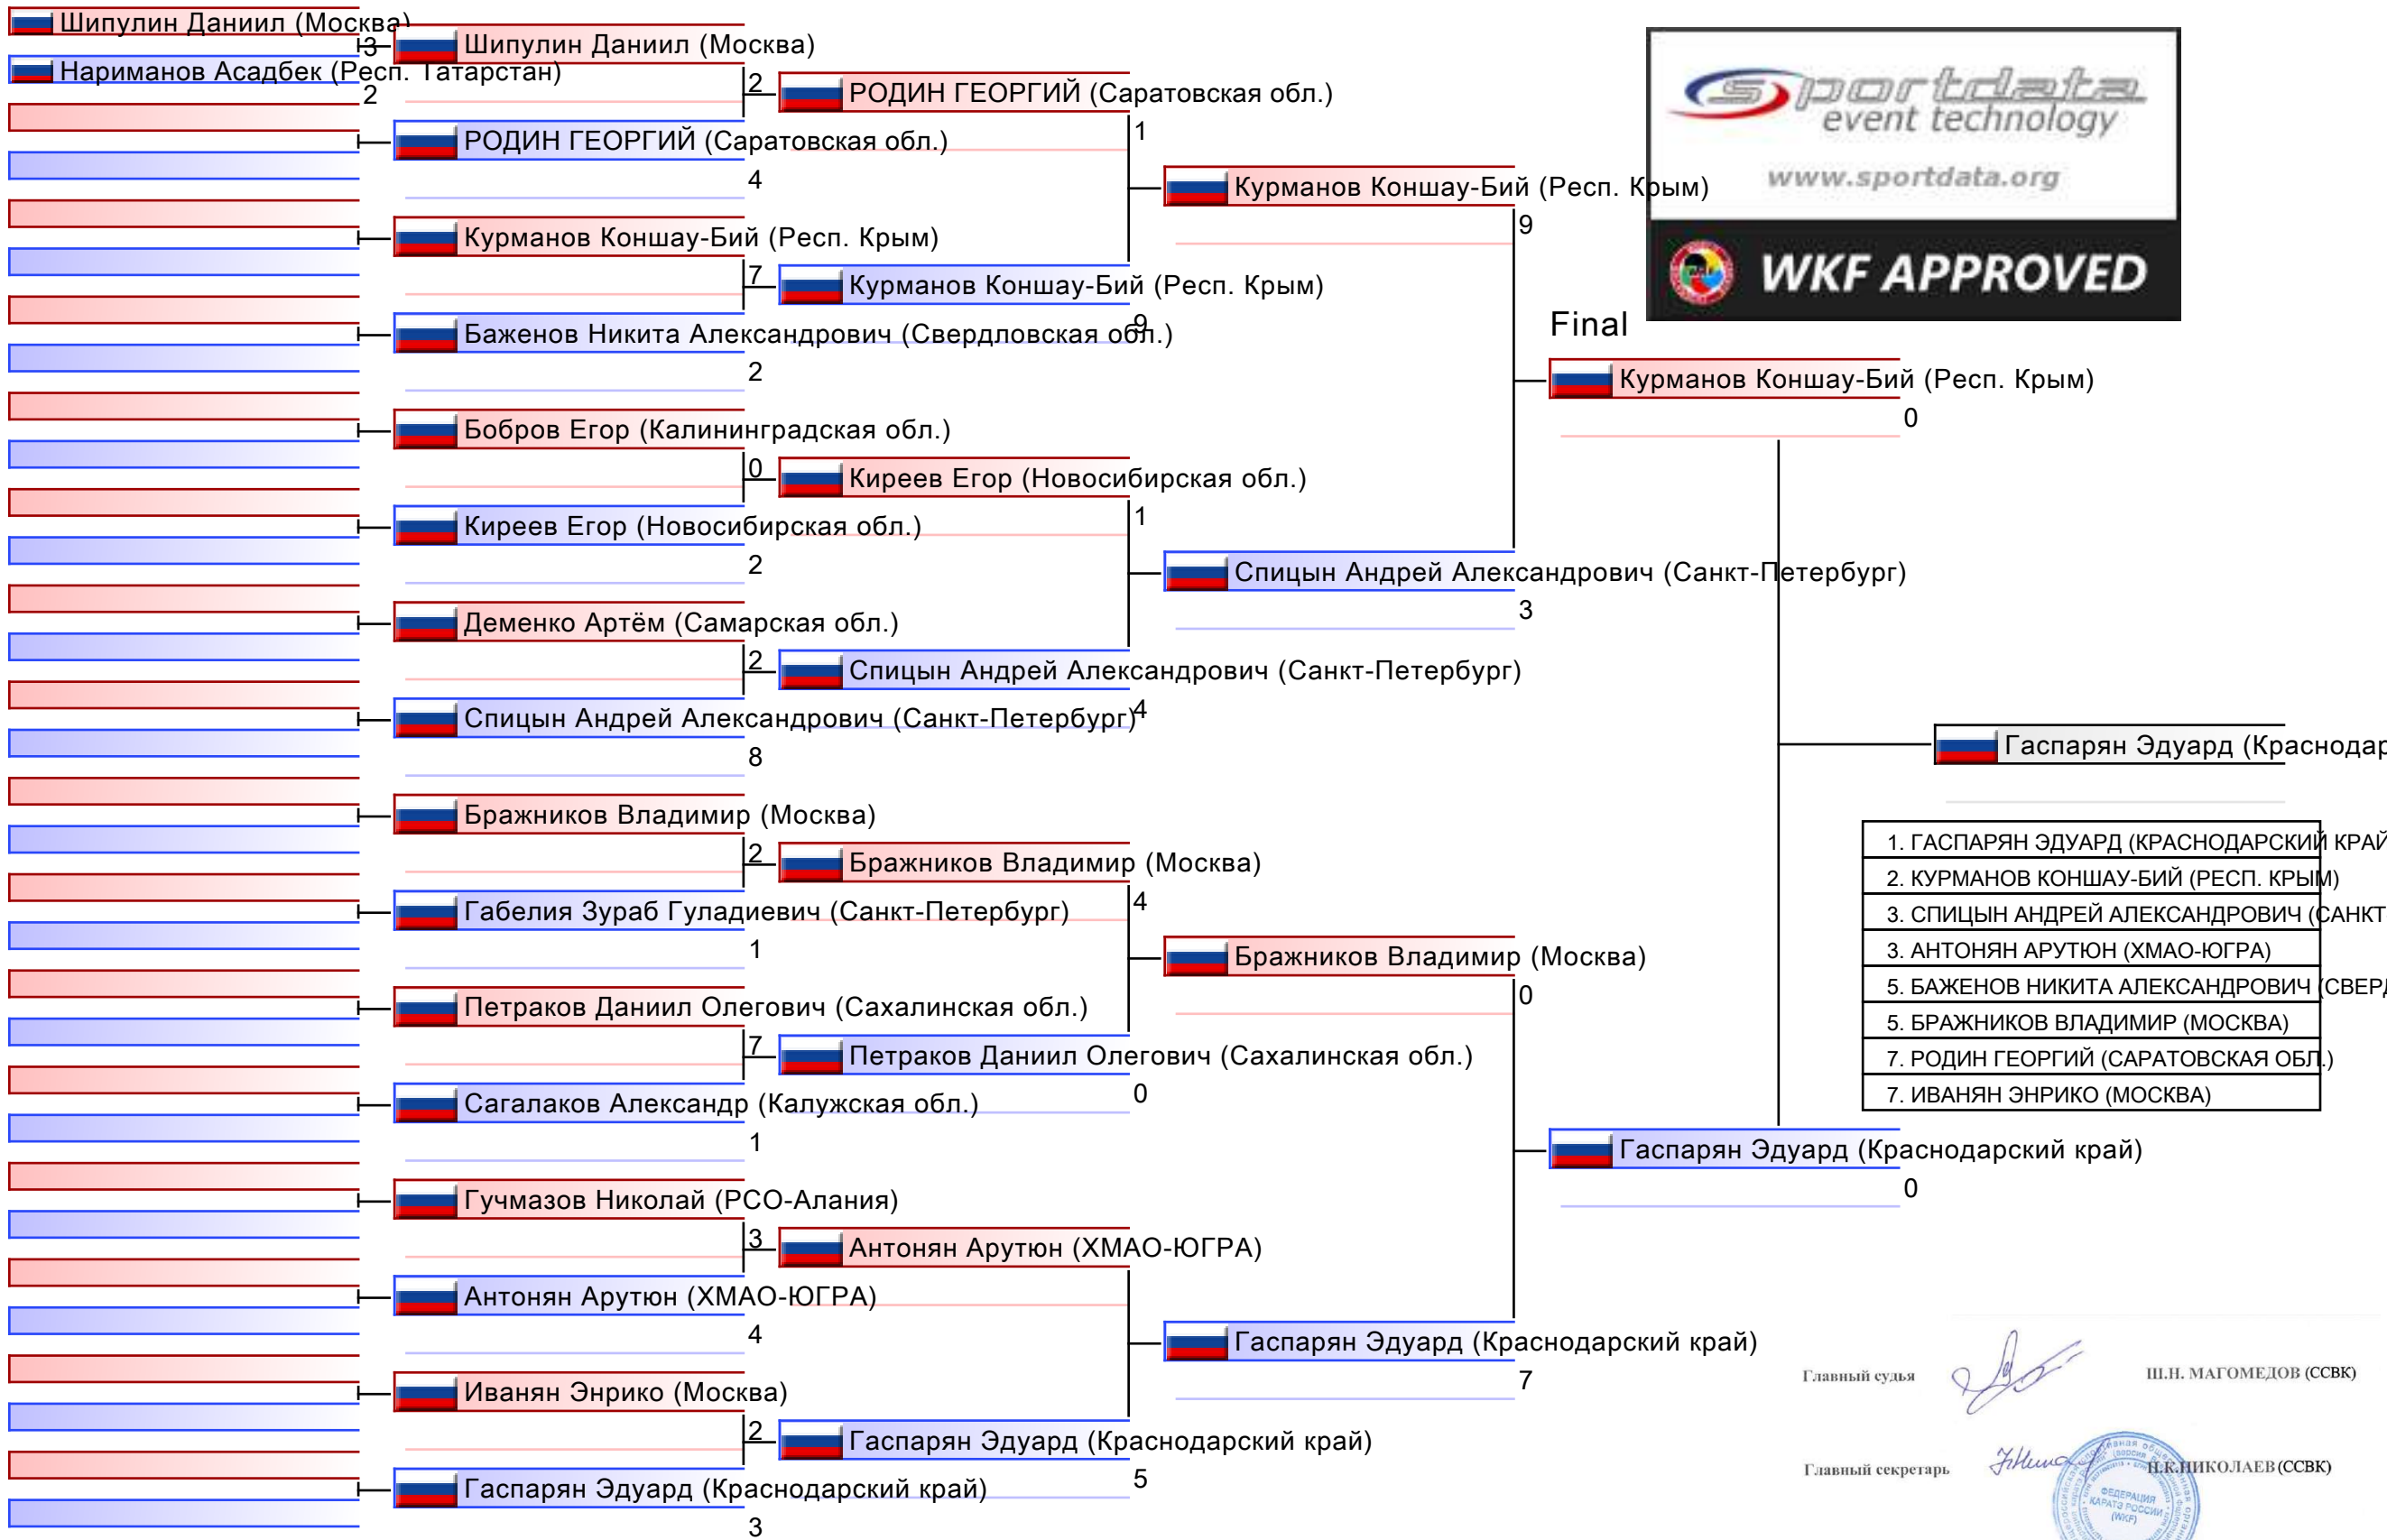 Шипулин Даниил (Москва)
3
Нариманов Асадбек (Респ. Татарстан)
2
Шипулин Даниил (Москва)
2
РОДИН ГЕОРГИЙ (Саратовская обл.)
4
Курманов Коншау-Бий (Респ. Крым)
7
Баженов Никита Александрович (Свердловская обл.)
2
Бобров Егор (Калининградская обл.)
0
Киреев Егор (Новосибирская обл.)
2
Деменко Артём (Самарская обл.)
2
Спицын Андрей Александрович (Санкт-Петербург)
8
Бражников Владимир (Москва)
2
Габелия Зураб Гуладиевич (Санкт-Петербург)
1
Петраков Даниил Олегович (Сахалинская обл.)
7
Сагалаков Александр (Калужская обл.)
1
Гучмазов Николай (РСО-Алания)
3
Антонян Арутюн (ХМАО-ЮГРА)
4
Иванян Энрико (Москва)
2
Гаспарян Эдуард (Краснодарский край)
3
РОДИН ГЕОРГИЙ (Саратовская обл.)
1
Курманов Коншау-Бий (Респ. Крым)
9
Киреев Егор (Новосибирская обл.)
1
Спицын Андрей Александрович (Санкт-Петербург)
4
Бражников Владимир (Москва)
4
Петраков Даниил Олегович (Сахалинская обл.)
0
Антонян Арутюн (ХМАО-ЮГРА)
Гаспарян Эдуард (Краснодарский край)
5
Курманов Коншау-Бий (Респ. Крым)
9
Спицын Андрей Александрович (Санкт-Петербург)
3
Бражников Владимир (Москва)
0
Гаспарян Эдуард (Краснодарский край)
7
Final
Курманов Коншау-Бий (Респ. Крым)
0
Гаспарян Эдуард (Краснодарский край)
0
Гаспарян Эдуард (Краснодар
sportdata
event technology
www.sportdata.org
WKF APPROVED
1. ГАСПАРЯН ЭДУАРД (КРАСНОДАРСКИЙ КРАЙ
2. КУРМАНОВ КОНШАУ-БИЙ (РЕСП. КРЫМ)
3. СПИЦЫН АНДРЕЙ АЛЕКСАНДРОВИЧ (САНКТ
3. АНТОНЯН АРУТЮН (ХМАО-ЮГРА)
5. БАЖЕНОВ НИКИТА АЛЕКСАНДРОВИЧ (СВЕРД
5. БРАЖНИКОВ ВЛАДИМИР (МОСКВА)
7. РОДИН ГЕОРГИЙ (САРАТОВСКАЯ ОБЛ.)
7. ИВАНЯН ЭНРИКО (МОСКВА)
Главный судья Ш.Н. МАГОМЕДОВ (ССВК)
Главный секретарь Н.К.НИКОЛАЕВ (ССВК)
ФЕДЕРАЦИЯ
КАРАТЭ РОССИИ
(WKF)